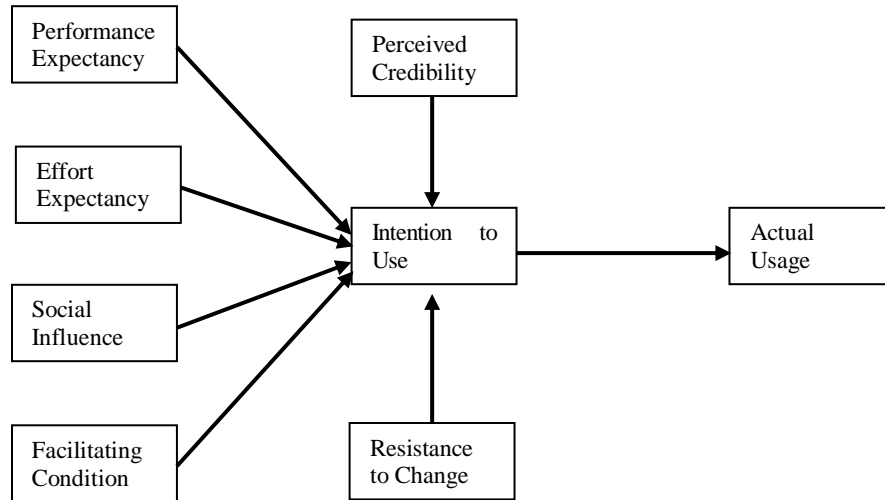 Performance
Expectancy
Perceived
Credibility
Effort
Expectancy
Intention to
Use
Actual
Usage
Social
Influence
Facilitating
Condition
Resistance
to Change